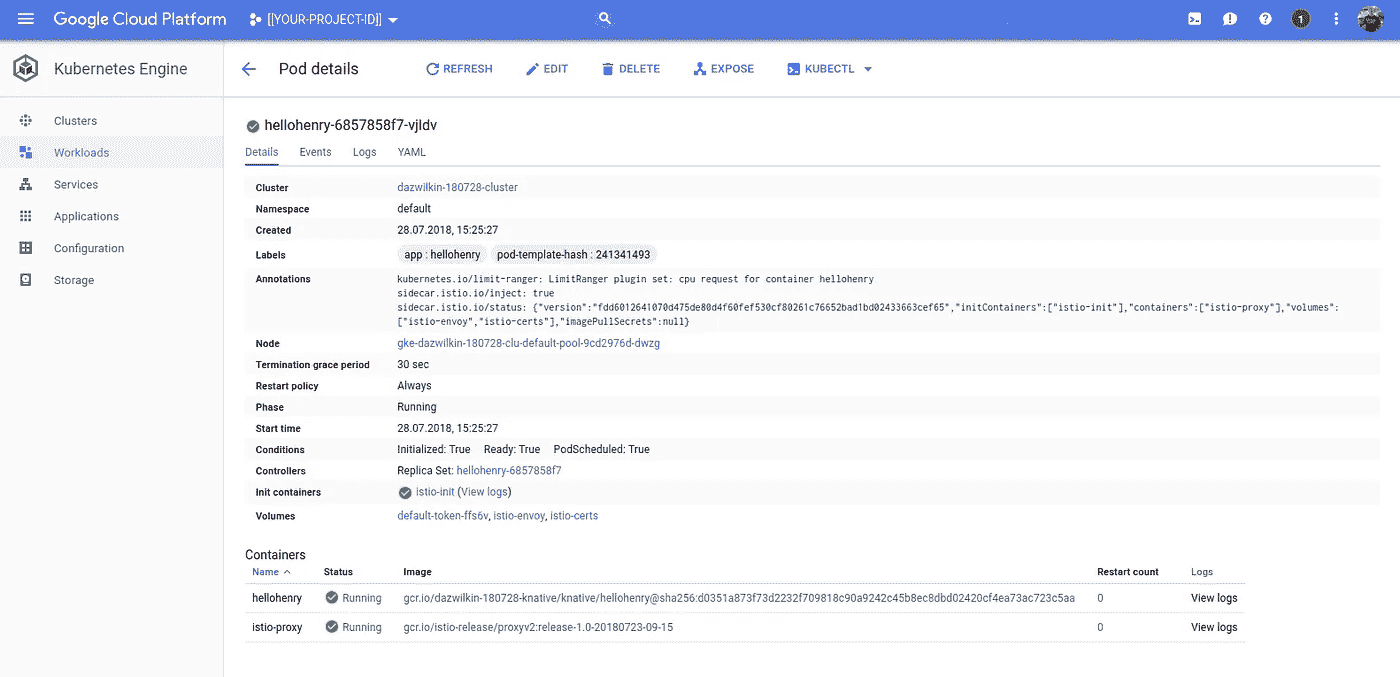 Google Cloud Platform [[YOUR-PROJECT-ID]] 1
Kubernetes Engine
Pod details REFRESH EDIT DELETE EXPOSE KUBECTL
Clusters
Workloads
Services
Applications
Configuration
Storage
hellohenry-6857858f7-vjldv
Details Events Logs YAML
Cluster dazwilkin-180728-cluster
Namespace default
Created 28.07.2018, 15:25:27
Labels app : hellohenry pod-template-hash : 241341493
Annotations kubernetes.io/limit-ranger: LimitRanger plugin set: cpu request for container hellohenry
sidecar.istio.io/inject: true
sidecar.istio.io/status: {"version":"fdd6012641070d475de80d4f60fef530cf80261c76652bad1bd02433663cef65","initContainers":["istio-init"],"containers":["istio-proxy"],"volumes":
["istio-envoy","istio-certs"],"imagePullSecrets":null}
Node gke-dazwilkin-180728-clu-default-pool-9cd2976d-dwzg
Termination grace period 30 sec
Restart policy Always
Phase Running
Start time 28.07.2018, 15:25:27
Conditions Initialized: True Ready: True PodScheduled: True
Controllers Replica Set: hellohenry-6857858f7
Init containers istio-init (View logs)
Volumes default-token-ffs6v, istio-envoy, istio-certs
Containers
Name Status Image Restart count Logs
hellohenry Running gcr.io/dazwilkin-180728-knative/knative/hellohenry@sha256:d0351a873f73d2232f709818c90a9242c45b8ec8dbd02420cf4ea73ac723c5aa 0 View logs
istio-proxy Running gcr.io/istio-release/proxyv2:release-1.0-20180723-09-15 0 View logs